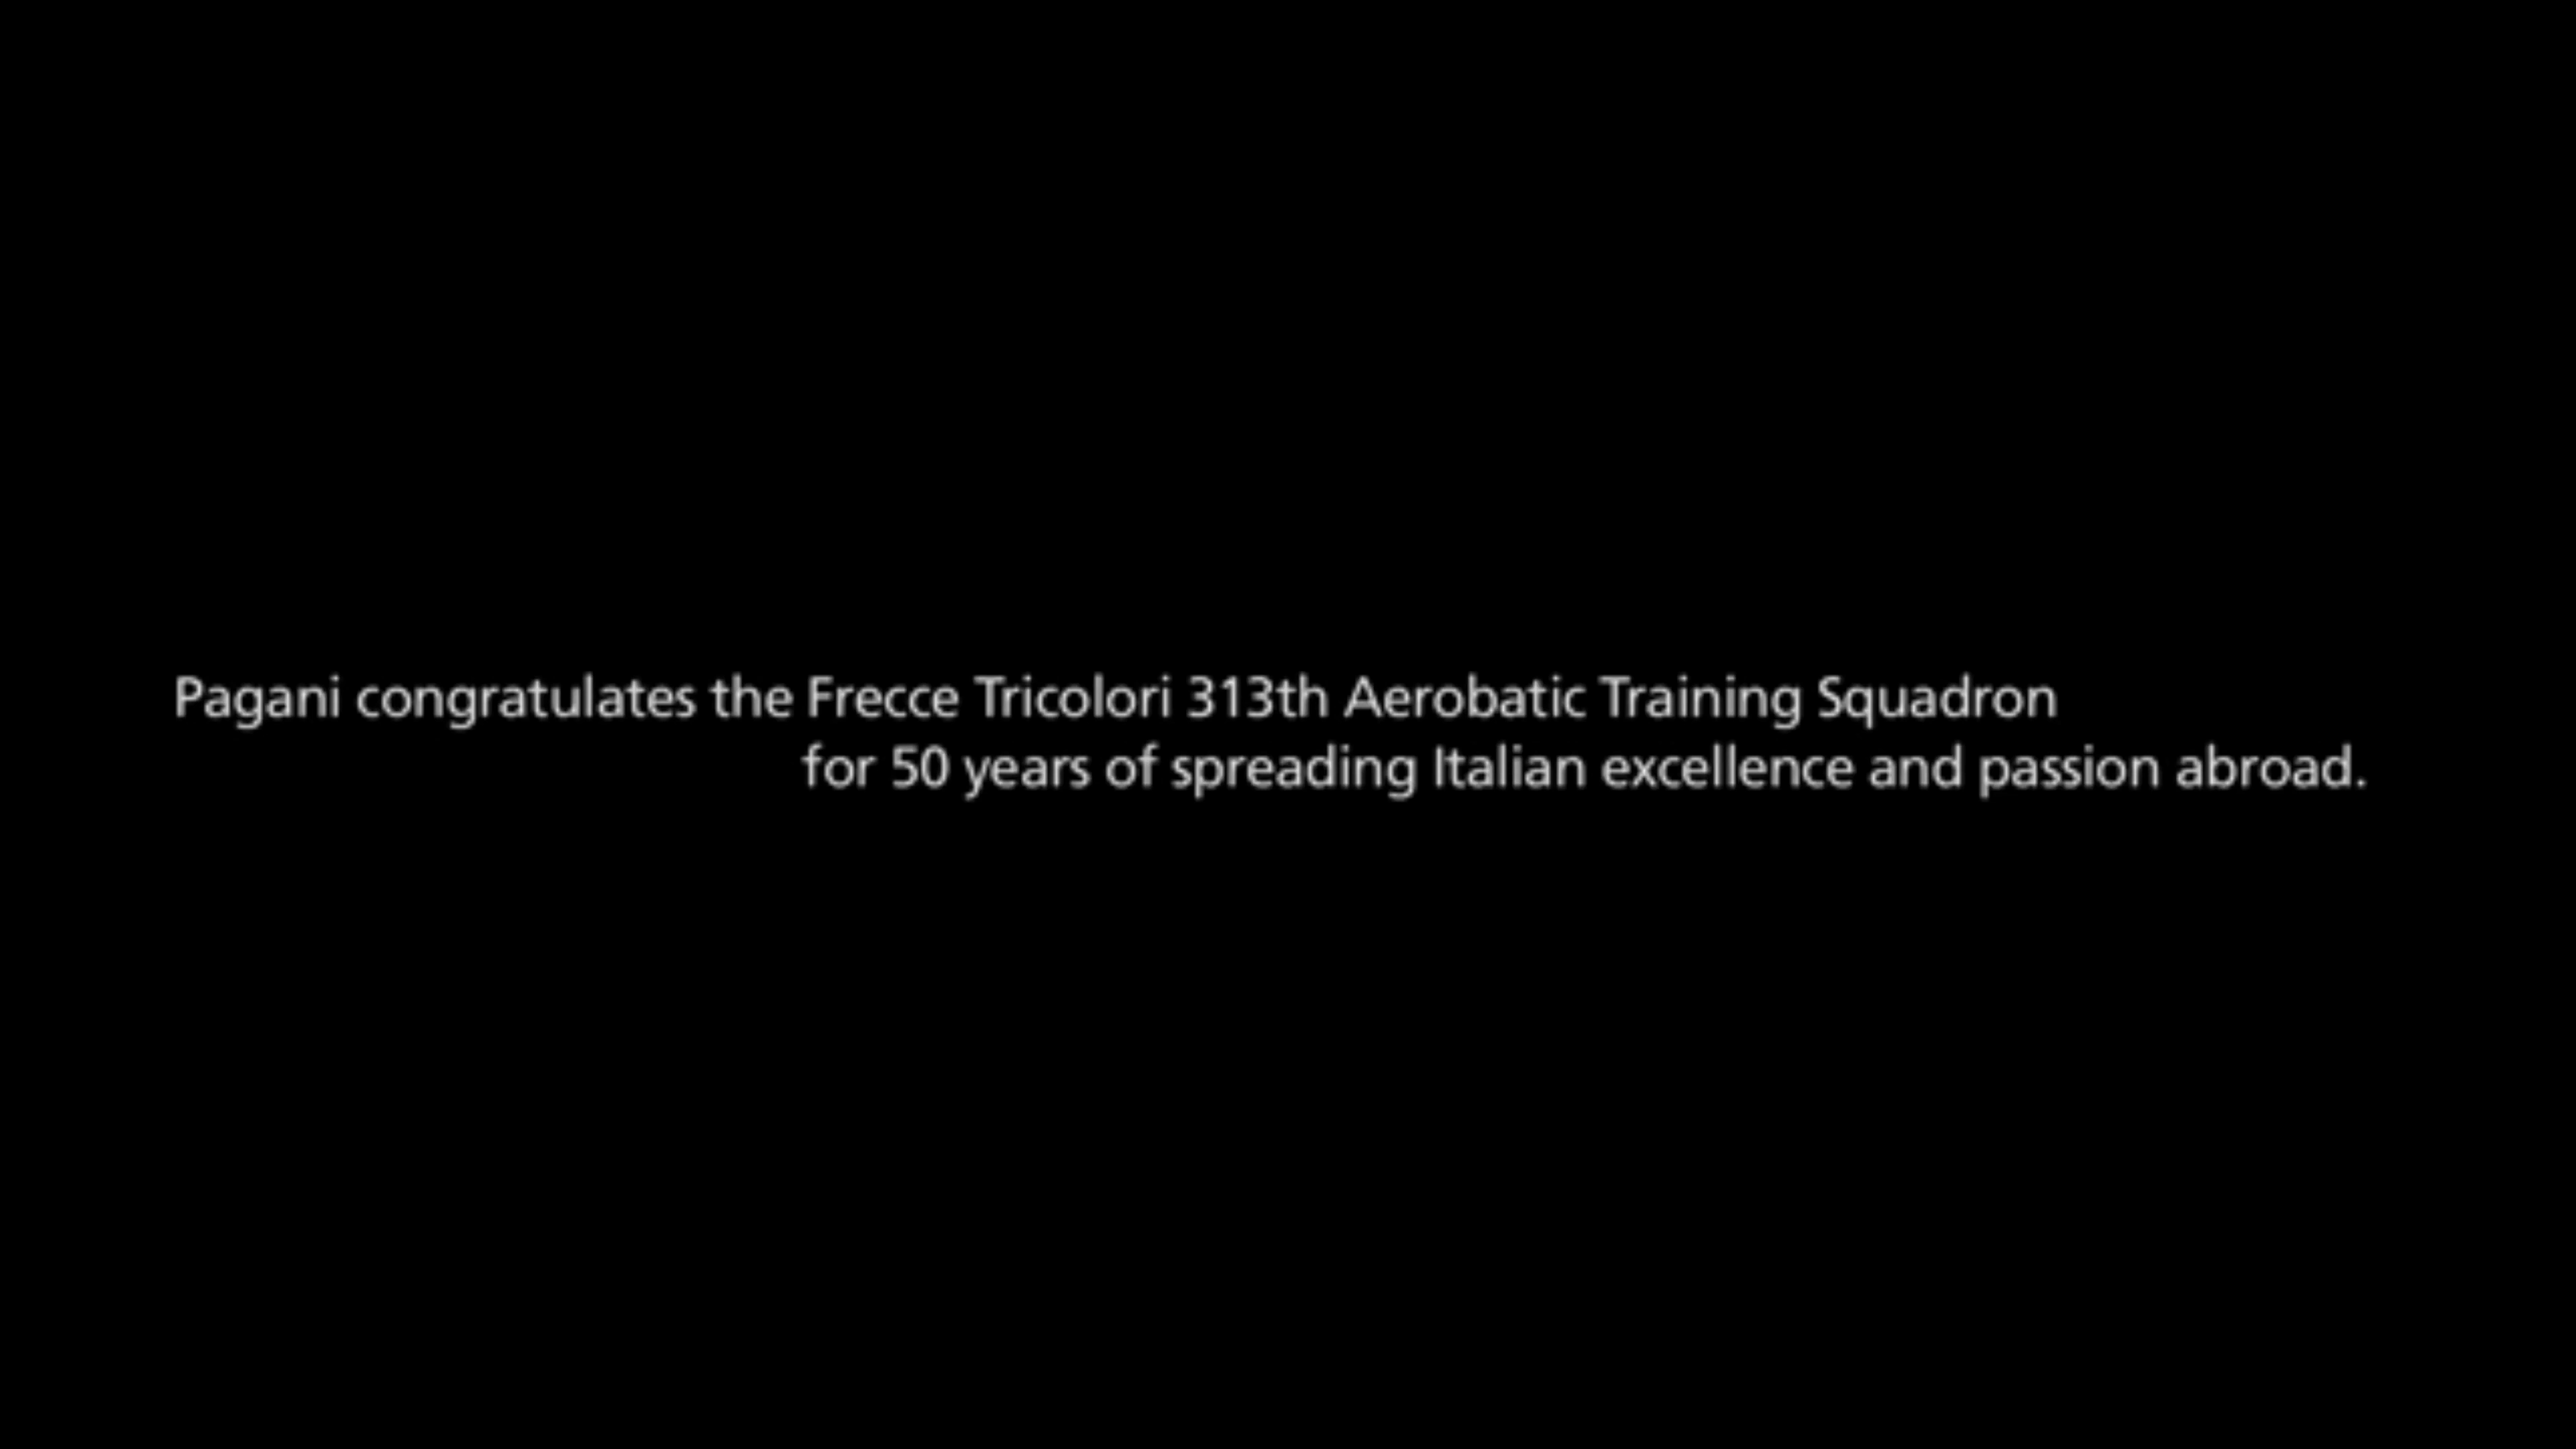 Pagani congratulates the Frecce Tricolori 313th Aerobatic Training Squadron
for 50 years of spreading Italian excellence and passion abroad.